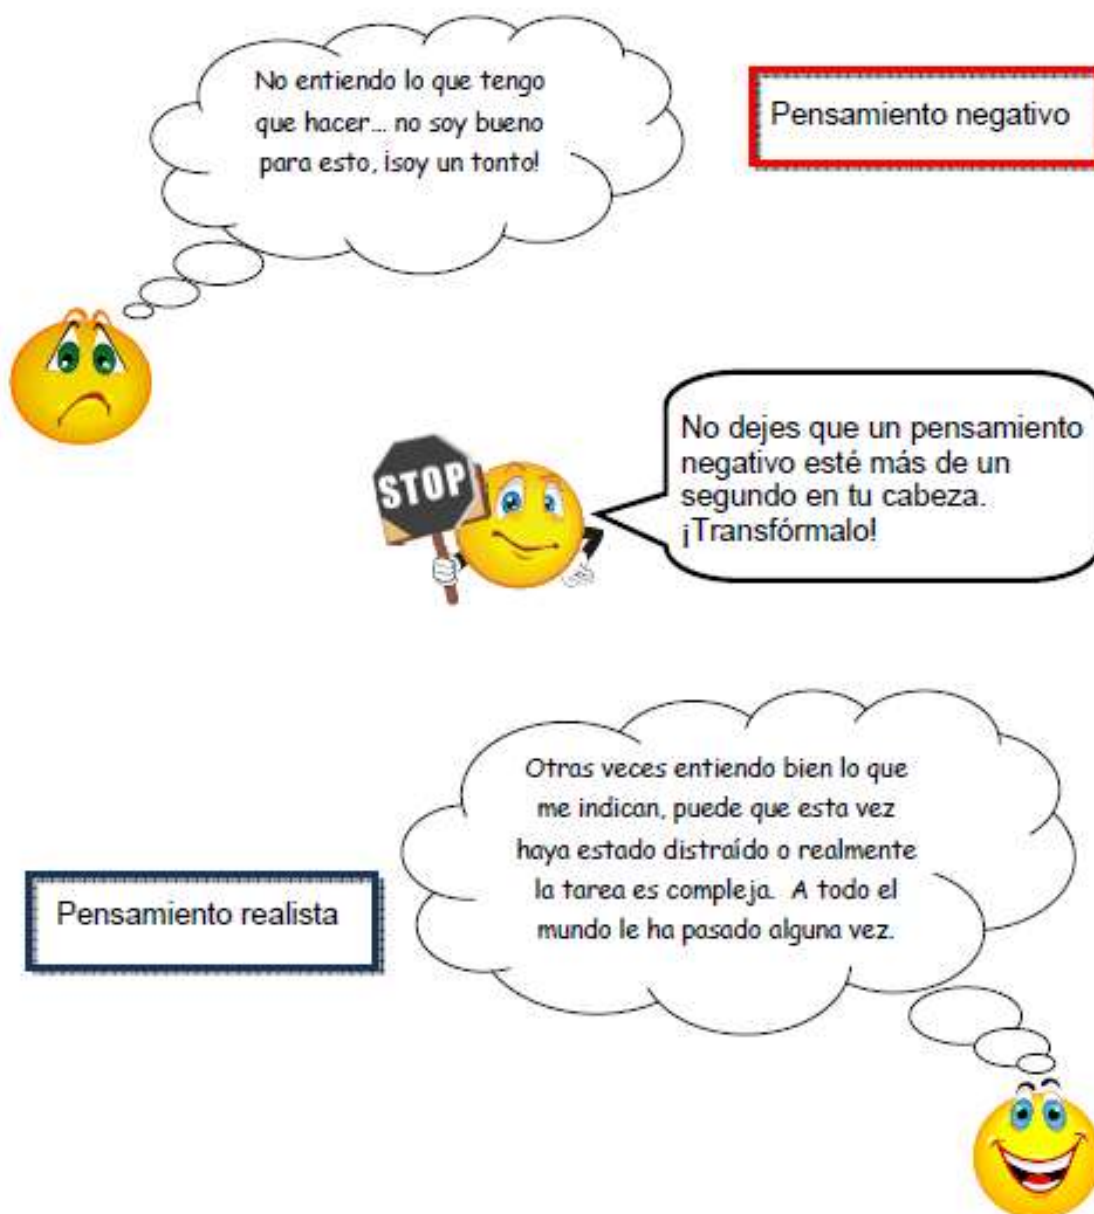 No entiendo lo que tengo
que hacer... no soy bueno
para esto, ¡soy un tonto!
Pensamiento negativo
STOP
No dejes que un pensamiento
negativo esté más de un
segundo en tu cabeza.
¡Transfórmalo!
Otras veces entiendo bien lo que
me indican, puede que esta vez
haya estado distraído o realmente
la tarea es compleja. A todo el
mundo le ha pasado alguna vez.
Pensamiento realista